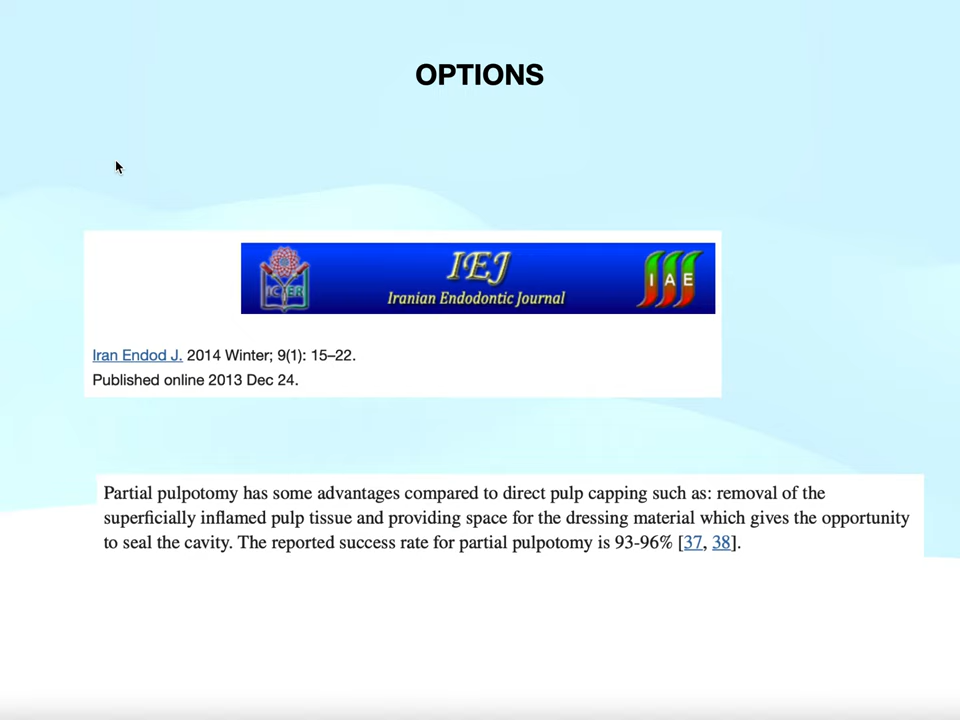 OPTIONS
IEJ
Iranian Endodontic Journal
ICER
IAE
Iran Endod J. 2014 Winter; 9(1): 15–22.
Published online 2013 Dec 24.
Partial pulpotomy has some advantages compared to direct pulp capping such as: removal of the
superficially inflamed pulp tissue and providing space for the dressing material which gives the opportunity
to seal the cavity. The reported success rate for partial pulpotomy is 93-96% [37, 38].